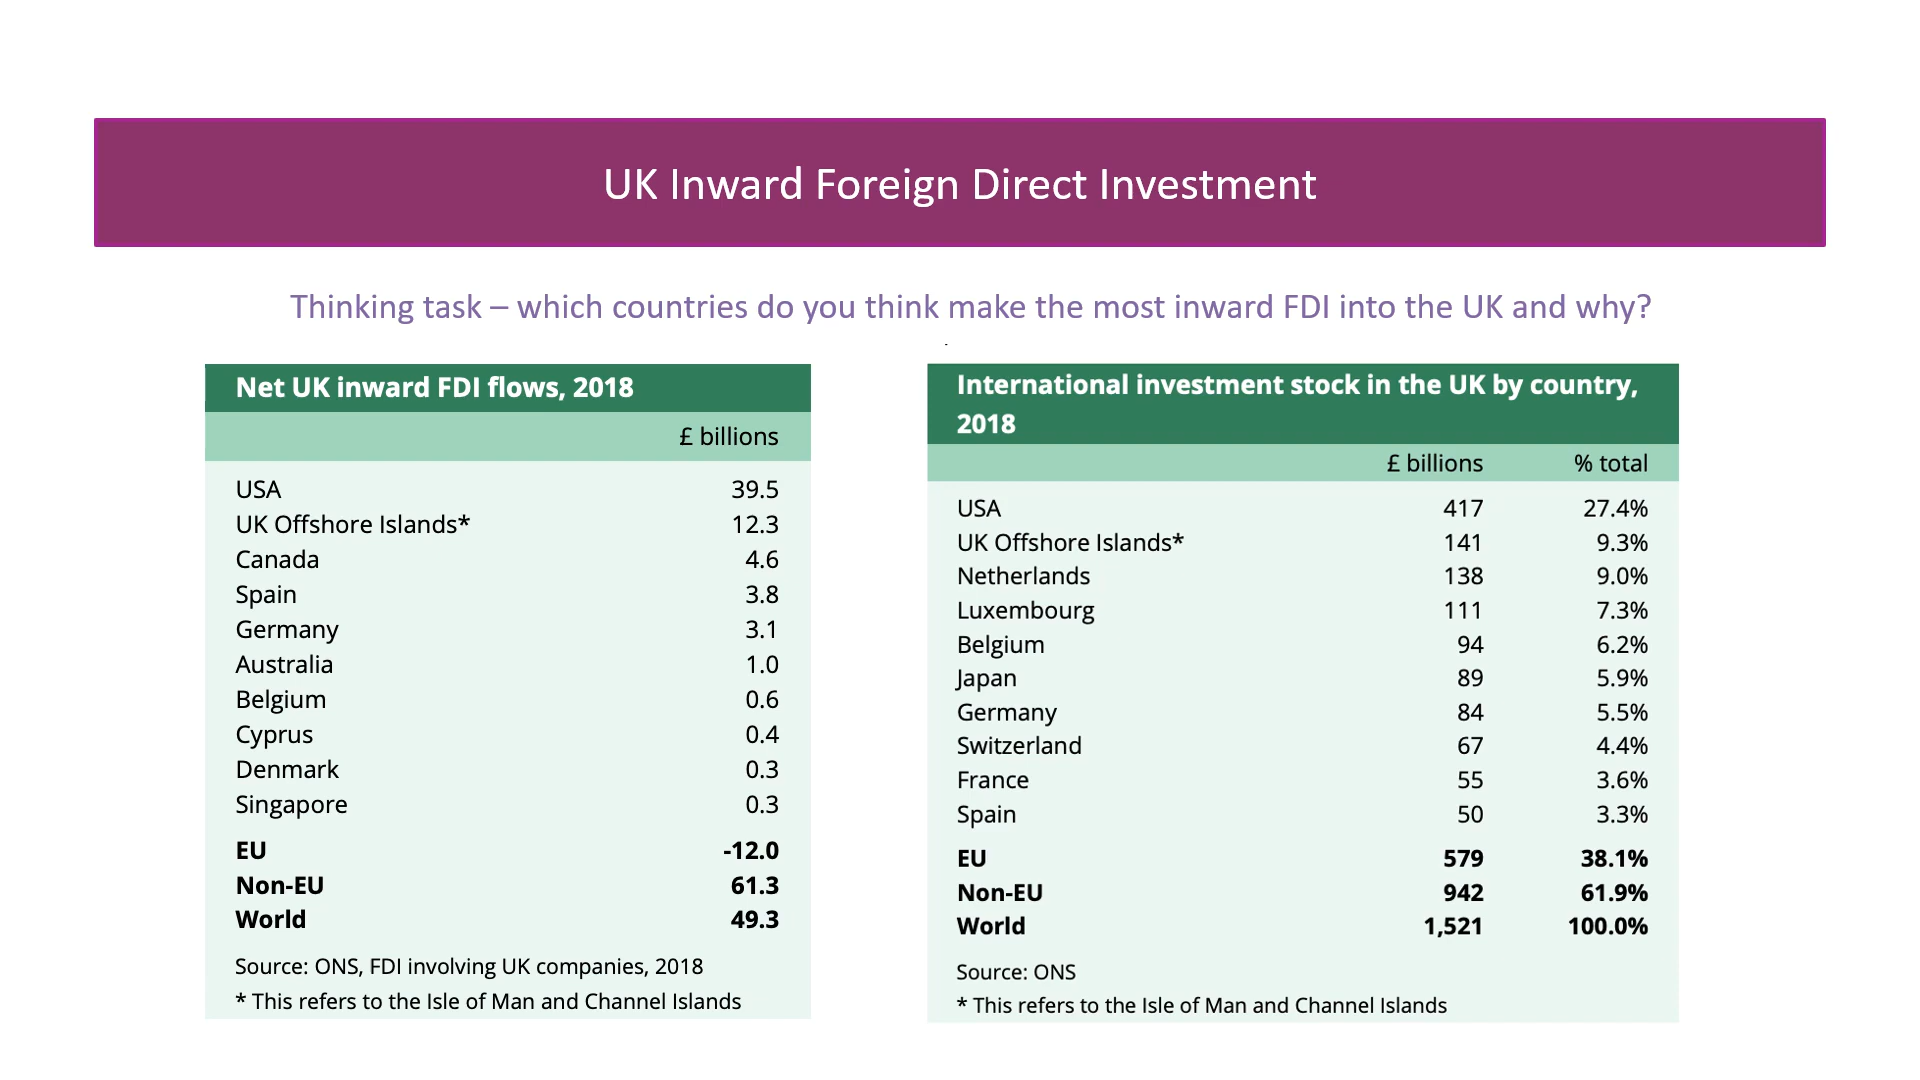 UK Inward Foreign Direct Investment
Thinking task – which countries do you think make the most inward FDI into the UK and why?
Net UK inward FDI flows, 2018
£ billions
USA 39.5
UK Offshore Islands* 12.3
Canada 4.6
Spain 3.8
Germany 3.1
Australia 1.0
Belgium 0.6
Cyprus 0.4
Denmark 0.3
Singapore 0.3
EU -12.0
Non-EU 61.3
World 49.3
Source: ONS, FDI involving UK companies, 2018
* This refers to the Isle of Man and Channel Islands
International investment stock in the UK by country,
2018
£ billions % total
USA 417 27.4%
UK Offshore Islands* 141 9.3%
Netherlands 138 9.0%
Luxembourg 111 7.3%
Belgium 94 6.2%
Japan 89 5.9%
Germany 84 5.5%
Switzerland 67 4.4%
France 55 3.6%
Spain 50 3.3%
EU 579 38.1%
Non-EU 942 61.9%
World 1,521 100.0%
Source: ONS
* This refers to the Isle of Man and Channel Islands